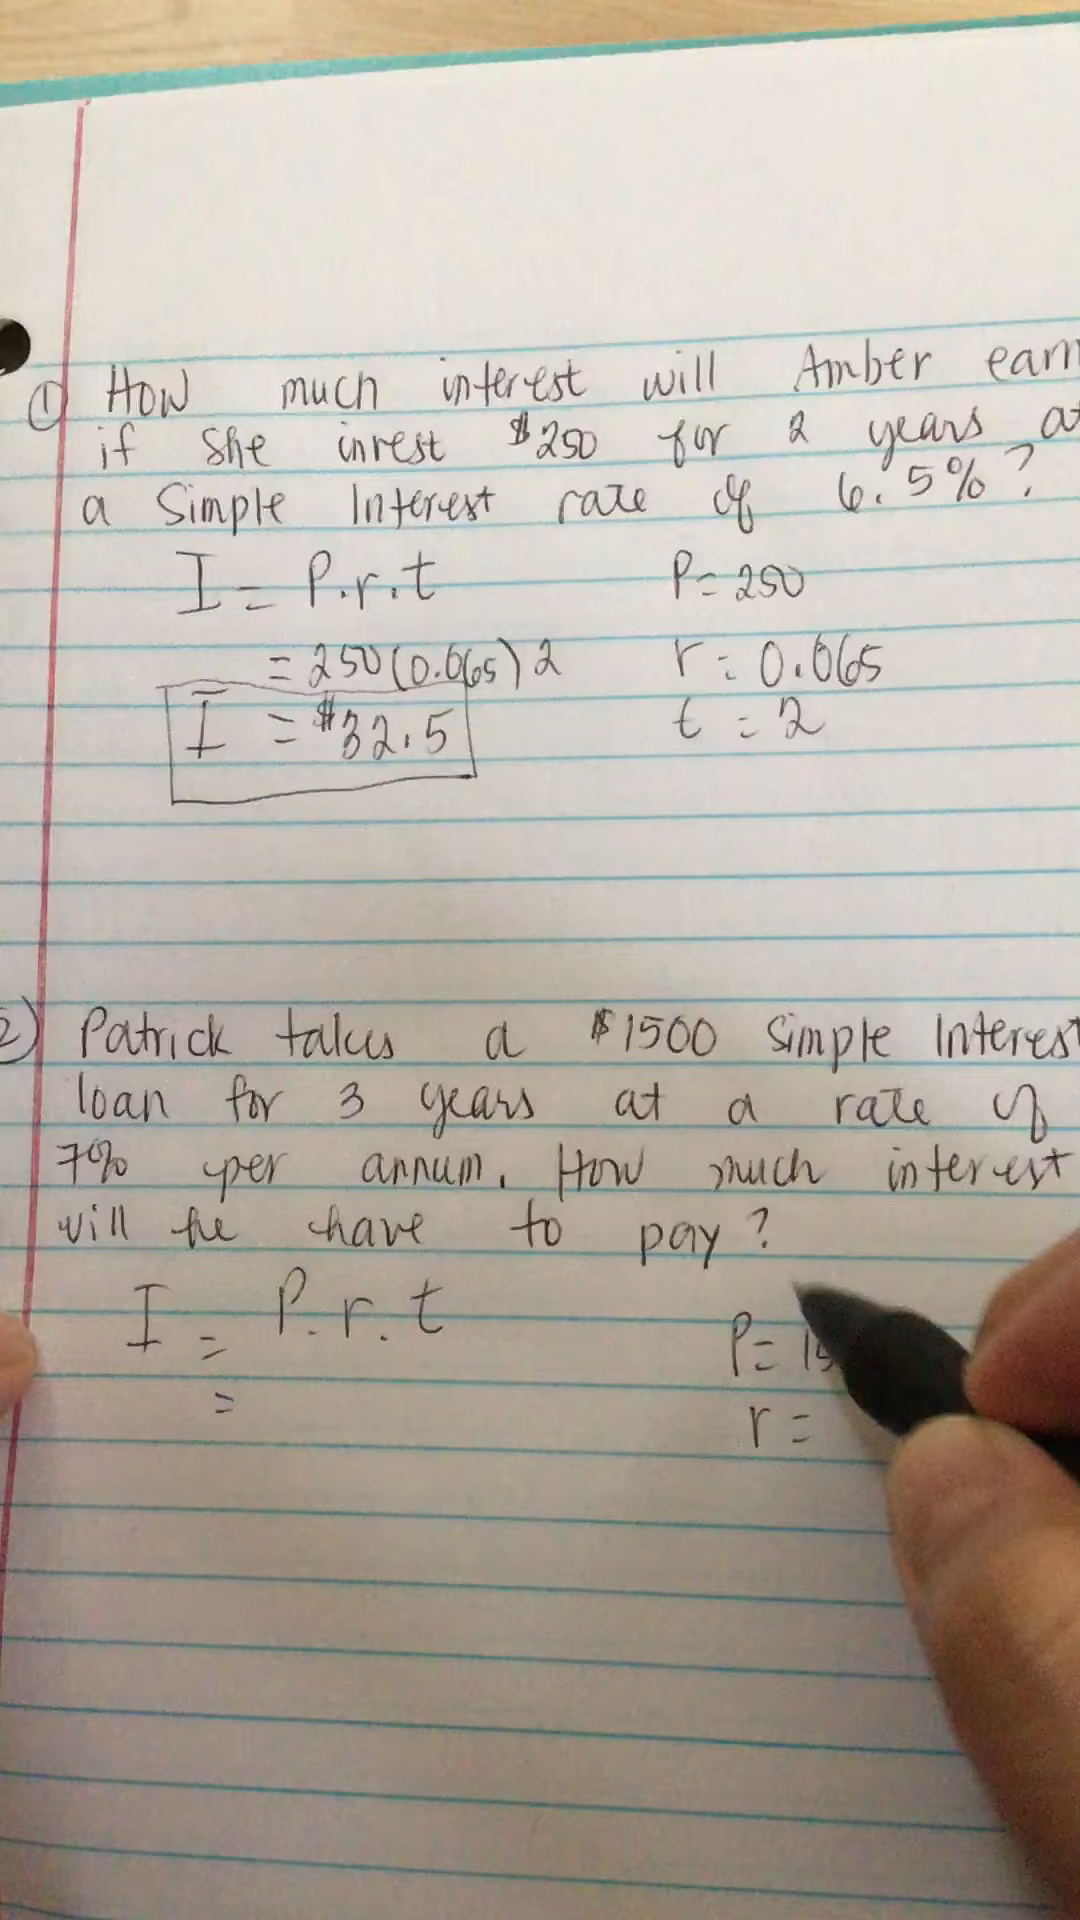 ① How much interest will Amber earn
if she invest $250 for 2 years at
a Simple Interest rate of 6.5%?
I = P.r.t P = 250
= 250(0.065)2 r = 0.065
I = $32.5 t = 2
2) Patrick takes a $1500 Simple Interest
loan for 3 years at a rate of
7% per annum. How much interest
will he have to pay?
I = P.r.t P = 15
= r =